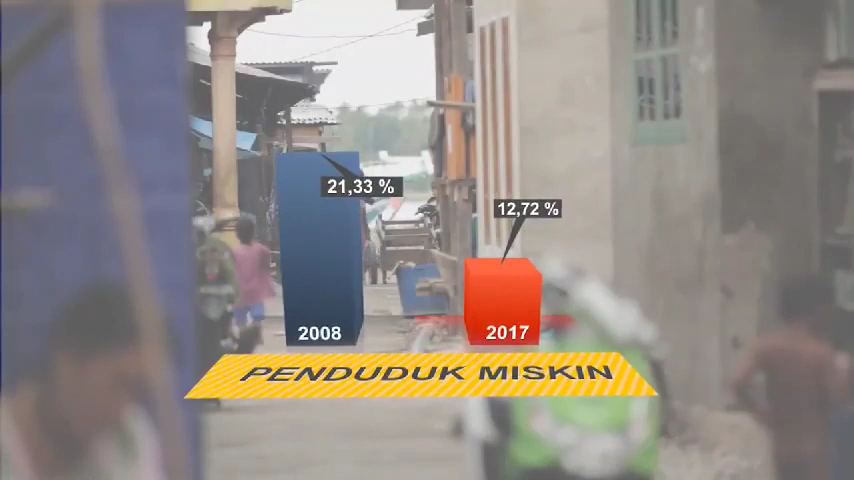 21,33 %
12,72 %
2008
2017
PENDUDUK MISKIN